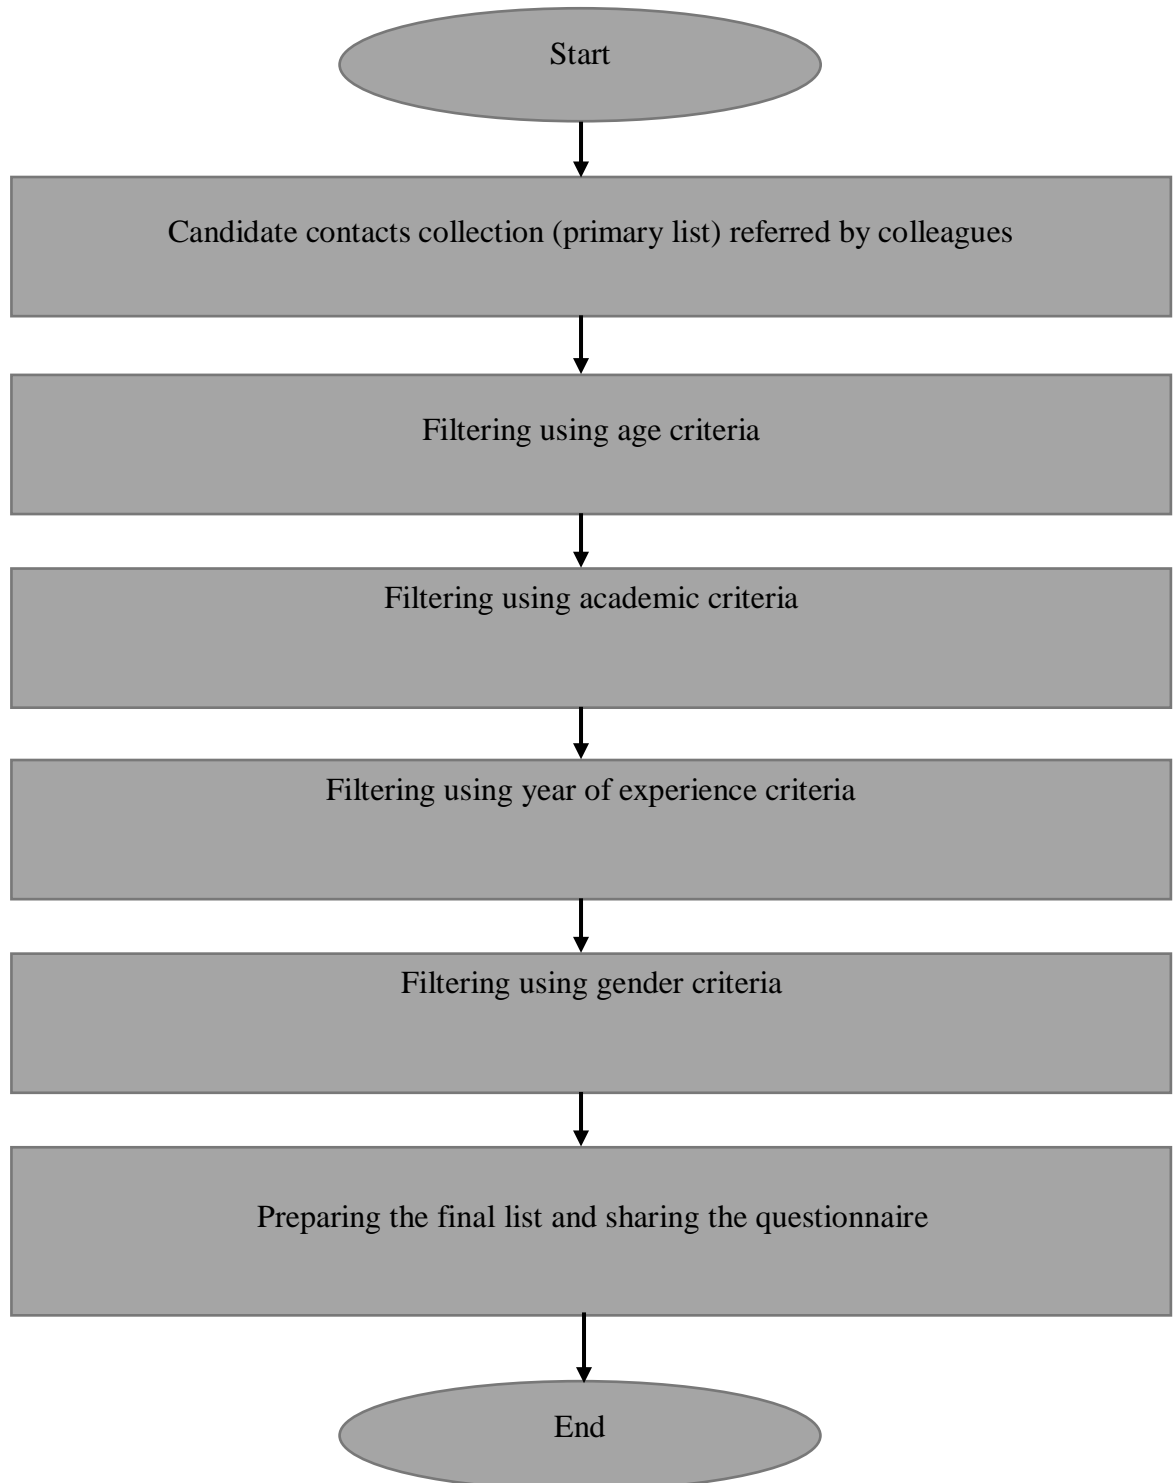 Start
Candidate contacts collection (primary list) referred by colleagues
Filtering using age criteria
Filtering using academic criteria
Filtering using year of experience criteria
Filtering using gender criteria
Preparing the final list and sharing the questionnaire
End